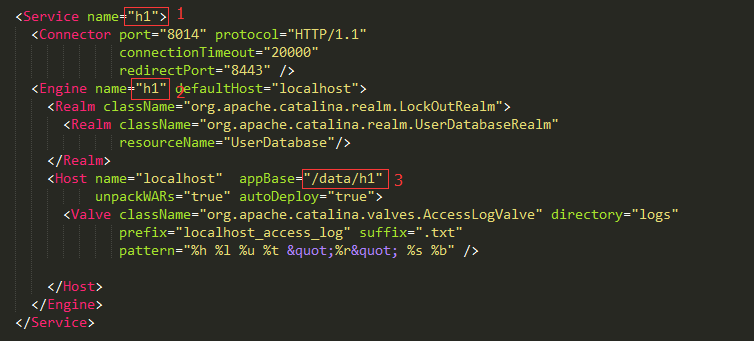 <Service name="h1"> 1
<Connector port="8014" protocol="HTTP/1.1"
connectionTimeout="20000"
redirectPort="8443" />
<Engine name="h1" 2 defaultHost="localhost">
<Realm className="org.apache.catalina.realm.LockOutRealm">
<Realm className="org.apache.catalina.realm.UserDatabaseRealm"
resourceName="UserDatabase"/>
</Realm>
<Host name="localhost" appBase="/data/h1" 3
unpackWARs="true" autoDeploy="true">
<Valve className="org.apache.catalina.valves.AccessLogValve" directory="logs"
prefix="localhost_access_log" suffix=".txt"
pattern="%h %l %u %t &quot;%r&quot; %s %b" />
</Host>
</Engine>
</Service>